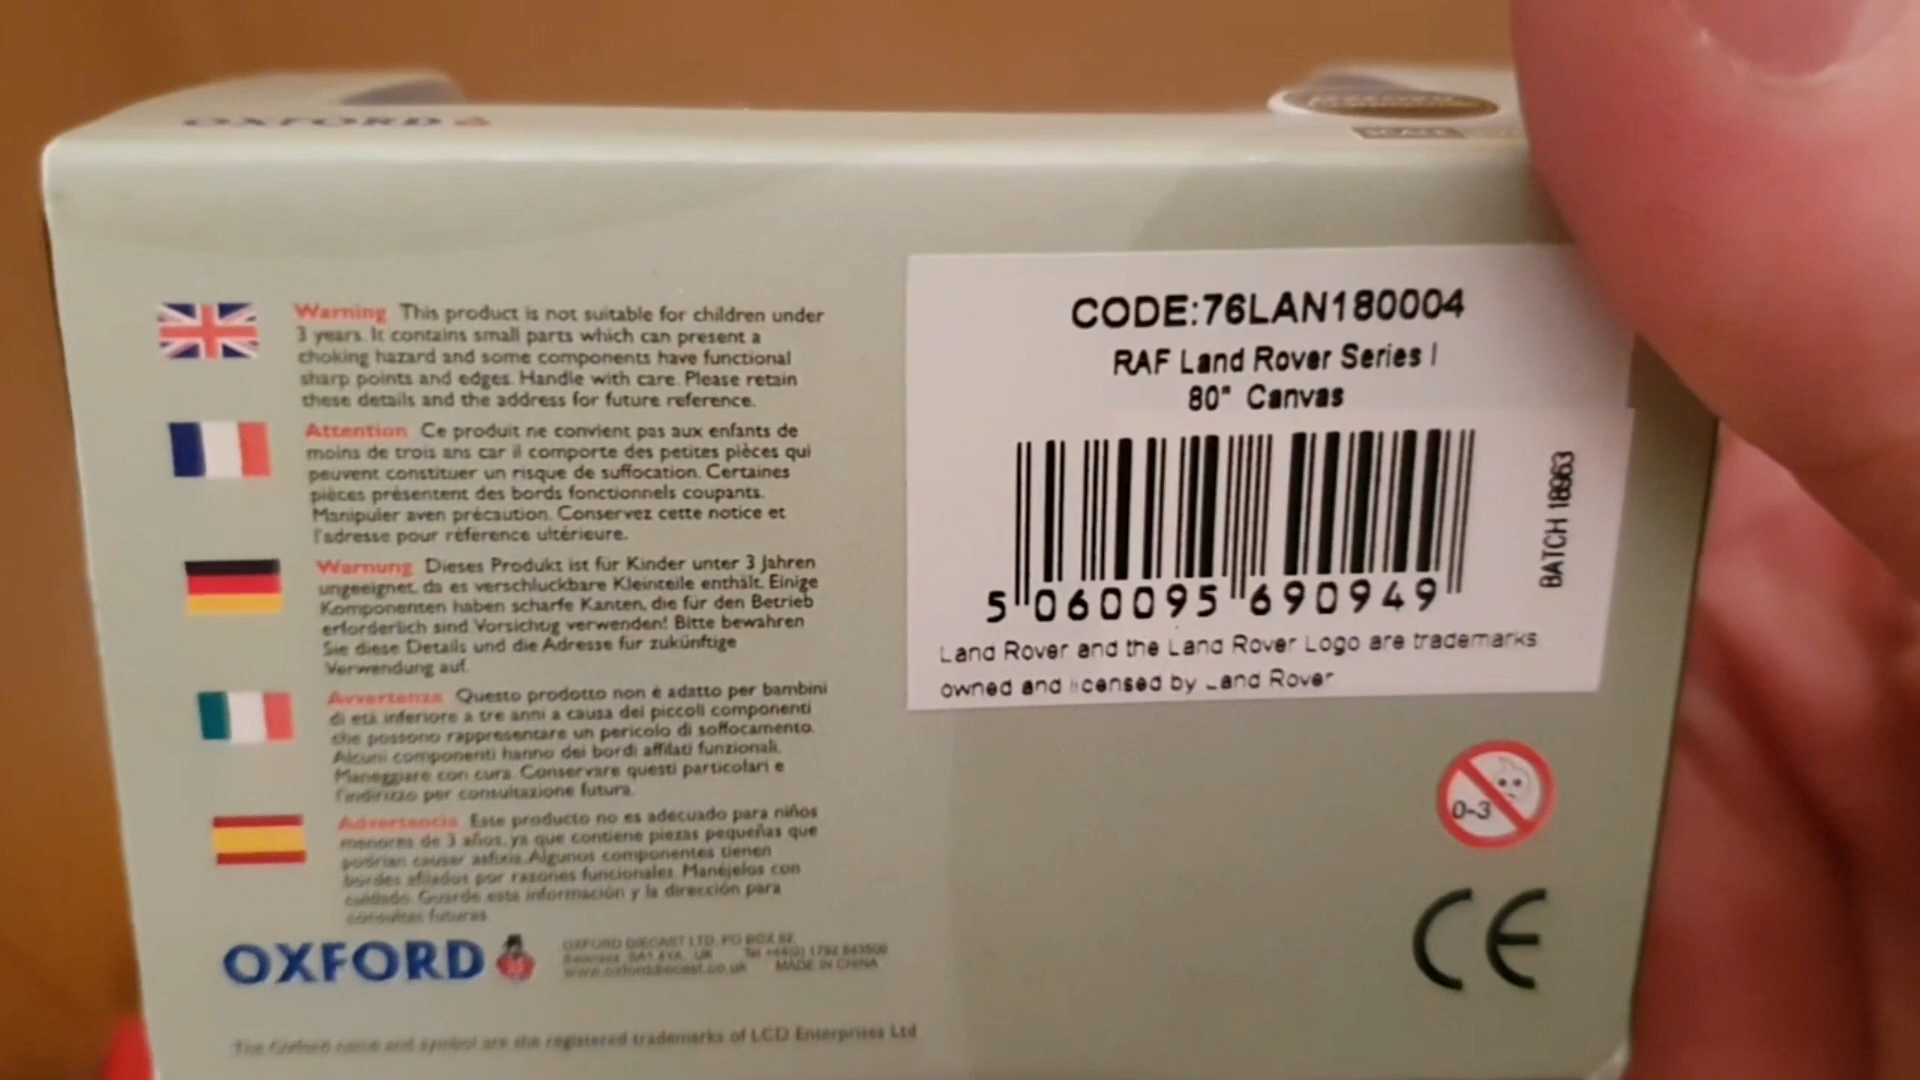 OXFORD
SCALE
Warning This product is not suitable for children under
3 years. It contains small parts which can present a
choking hazard and some components have functional
sharp points and edges. Handle with care. Please retain
these details and the address for future reference.
Attention Ce produit ne convient pas aux enfants de
moins de trois ans car il comporte des petites pièces qui
peuvent constituer un risque de suffocation. Certaines
pièces présentent des bords fonctionnels coupants.
Manipuler aven précaution. Conservez cette notice et
l'adresse pour référence ultérieure.
Warnung Dieses Produkt ist für Kinder unter 3 Jahren
ungeeignet, da es verschluckbare Kleinteile enthält. Einige
Komponenten haben scharfe Kanten, die für den Betrieb
erforderlich sind. Vorsichtig verwenden! Bitte bewahren
Sie diese Details und die Adresse fur zukünftige
Verwendung auf.
Avvertenza Questo prodotto non è adatto per bambini
di età inferiore a tre anni a causa dei piccoli componenti
che possono rappresentare un pericolo di soffocamento.
Alcuni componenti hanno dei bordi affilati funzionali.
Maneggiare con cura. Conservare questi particolari e
l'indirizzo per consultazione futura.
Advertencia Este producto no es adecuado para niños
menores de 3 años, ya que contiene piezas pequeñas que
podrían causar asfixia. Algunos componentes tienen
bordes afilados por razones funcionales. Manéjelos con
cuidado. Guarde esta información y la dirección para
consultas futuras
OXFORD
OXFORD DIECAST LTD, PO BOX 62,
Swansea UK Tel +44(0) 1792 643500
www.oxforddiecast.co.uk MADE IN CHINA
The Oxford name and symbol are the registered trademarks of LCD Enterprises Ltd
CODE:76LAN180004
RAF Land Rover Series I
80" Canvas
5 060095 690949
BATCH 18963
Land Rover and the Land Rover Logo are trademarks
owned and licensed by Land Rover
0-3
CE